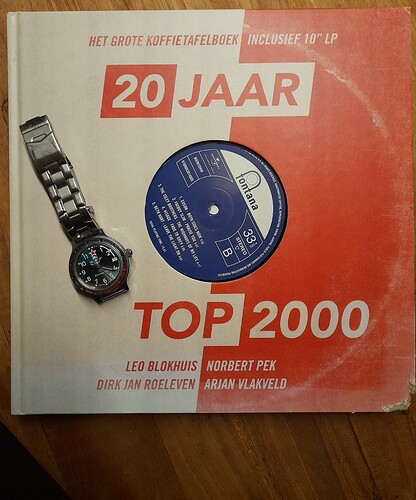 HET GROTE KOFFIETAFELBOEK INCLUSIEF 10" LP
20 JAAR
fontana
33⅓
STEREO
B
TOP 2000
LEO BLOKHUIS NORBERT PEK
DIRK JAN ROELEVEN ARJAN VLAKVELD